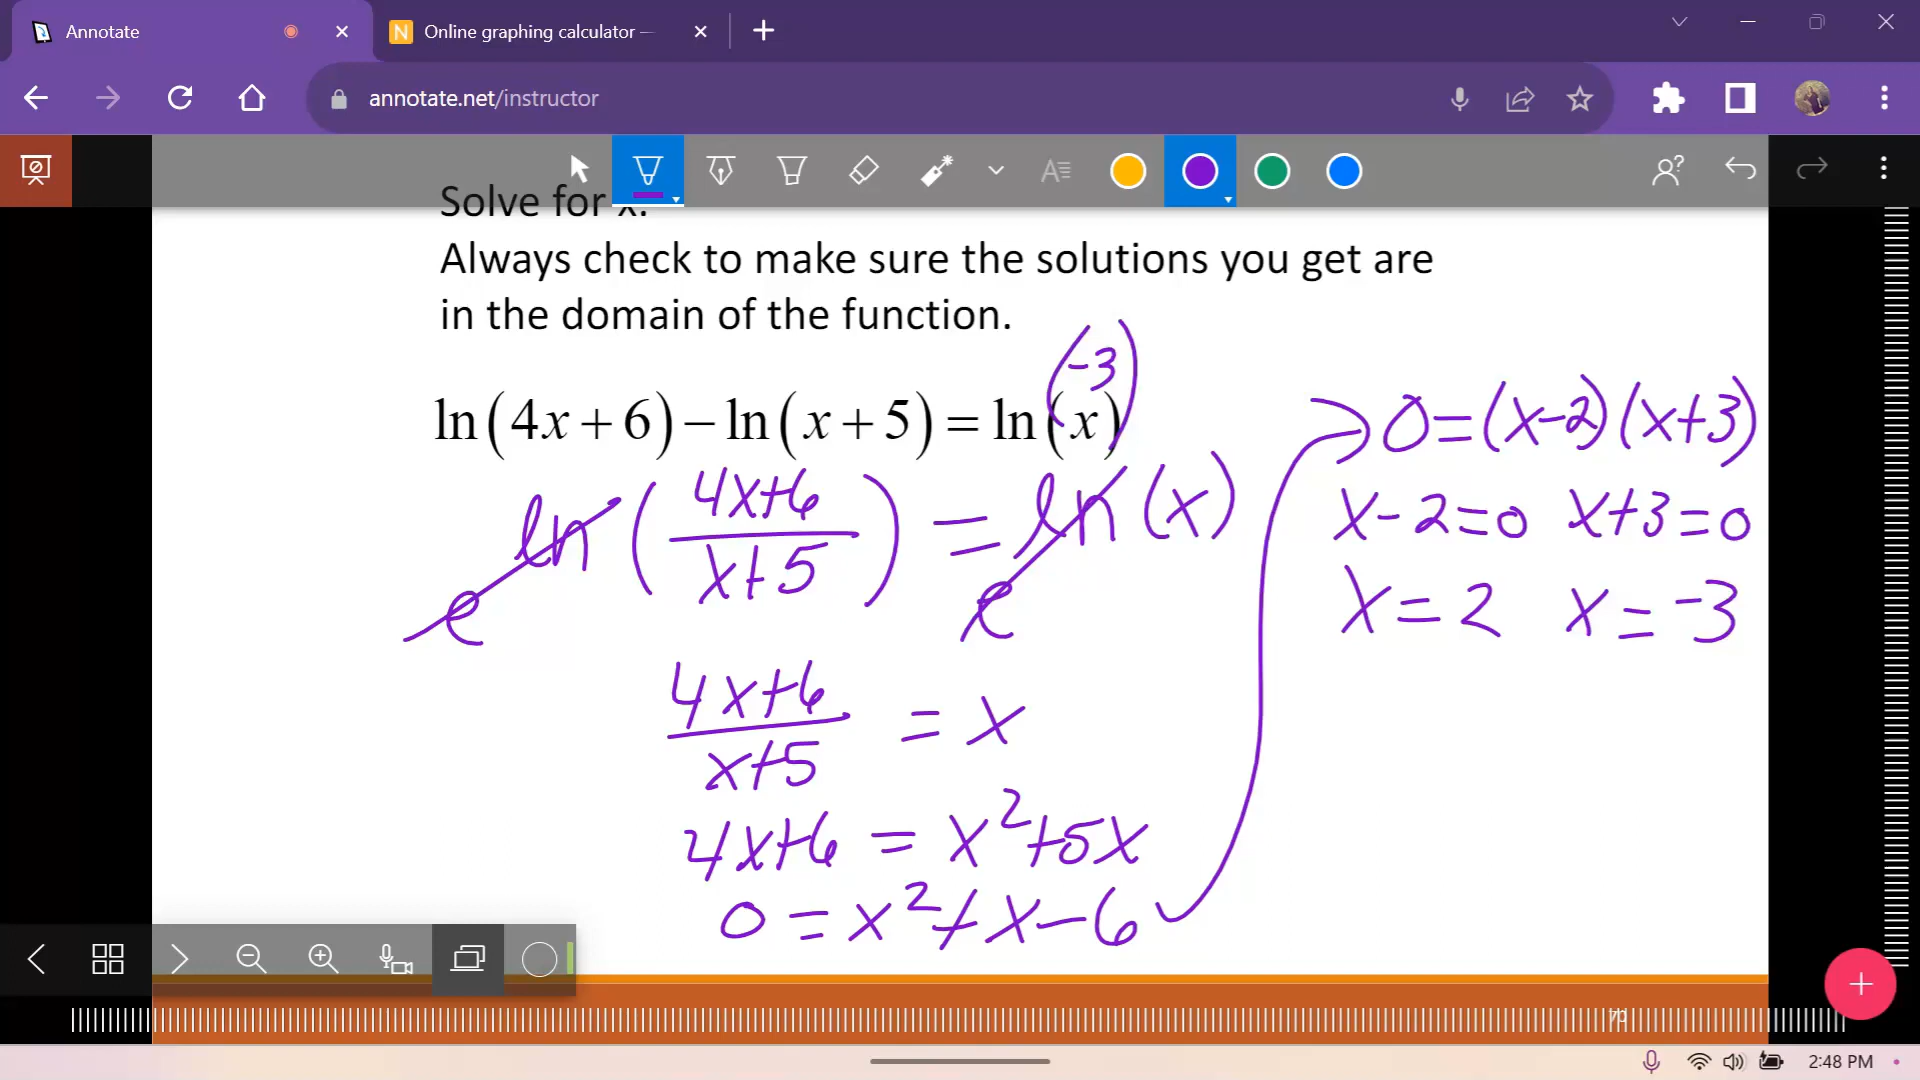 Annotate
Online graphing calculator —
annotate.net/instructor
Solve for x.
Always check to make sure the solutions you get are
in the domain of the function.
(-3)
ln(4x + 6) − ln(x + 5) = ln(x)
e ln((4x+6)/(x+5)) = e ln(x)
(4x+6)/(x+5) = x
4x+6 = x²+5x
0 = x²+x−6
0=(x−2)(x+3)
x−2=0 x+3=0
x=2 x=-3
70
2:48 PM